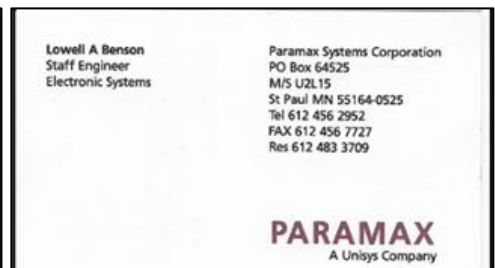 Lowell A Benson
Staff Engineer
Electronic Systems
Paramax Systems Corporation
PO Box 64525
M/S U2L15
St Paul MN 55164-0525
Tel 612 456 2952
FAX 612 456 7727
Res 612 483 3709
PARAMAX
A Unisys Company